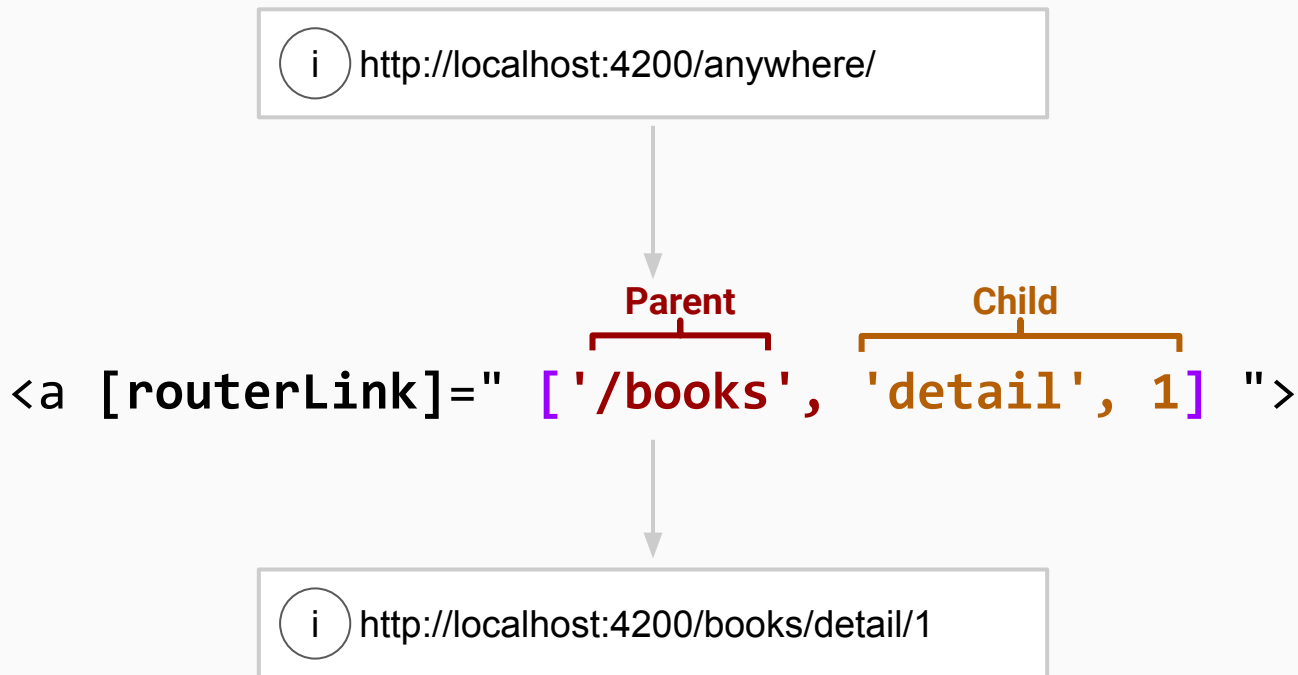 i http://localhost:4200/anywhere/
Parent Child
<a [routerLink]=" ['/books', 'detail', 1] ">
i http://localhost:4200/books/detail/1